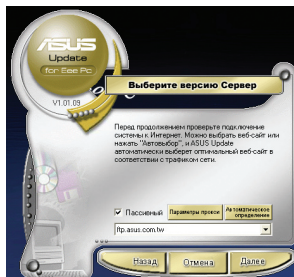 ASUS
Update
for Eee Pc
V1.01.09
Выберите версию Сервер
Перед продолжением проверьте подключение
системы к Интернет. Можно выбрать веб-сайт или
нажать "Автовыбор", и ASUS Update
автоматически выберет оптимальный веб-сайт в
соответствии с трафиком сети.
Пассивный
Параметры прокси
Автоматическое
определение
ftp.asus.com.tw
Назад
Отмена
Далее